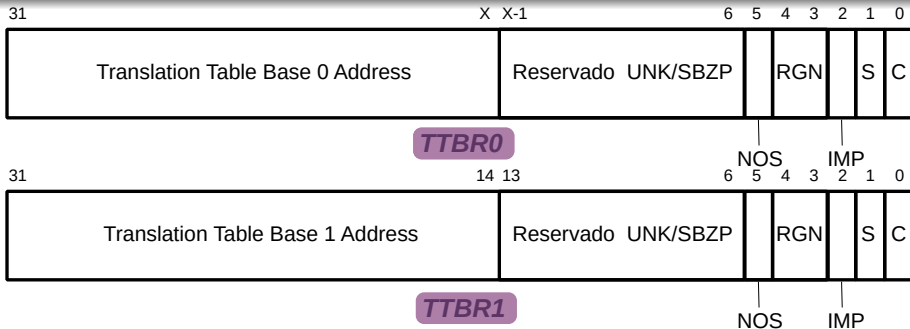 31 X X-1 6 5 4 3 2 1 0
Translation Table Base 0 Address Reservado UNK/SBZP RGN S C
TTBR0
NOS IMP
31 14 13 6 5 4 3 2 1 0
Translation Table Base 1 Address Reservado UNK/SBZP RGN S C
TTBR1
NOS IMP